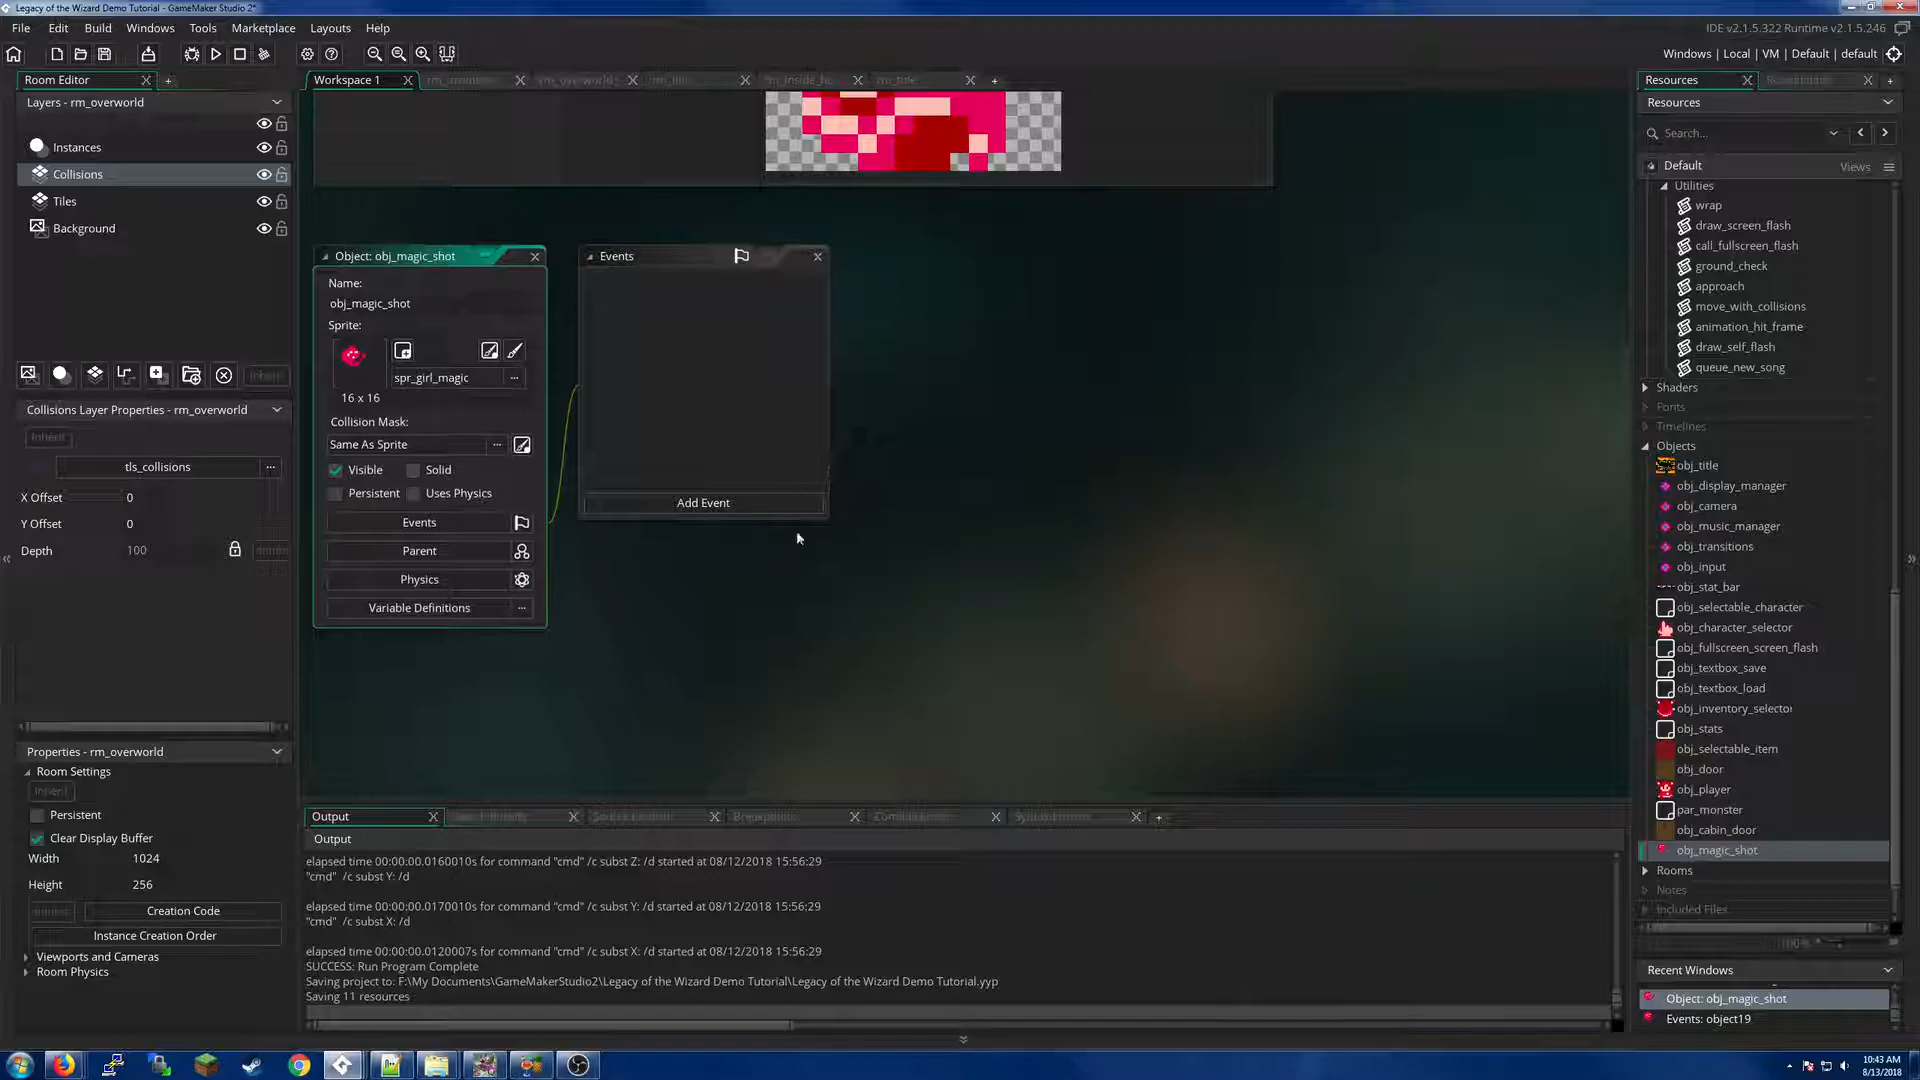 Legacy of the Wizard Demo Tutorial - GameMaker Studio 2*
File Edit Build Windows Tools Marketplace Layouts Help
IDE v2.1.5.322 Runtime v2.1.5.246
Windows | Local | VM | Default | default
Room Editor
Layers - rm_overworld
Instances
Collisions
Tiles
Background
Collisions Layer Properties - rm_overworld
Inherit
tls_collisions
X Offset 0
Y Offset 0
Depth 100
Properties - rm_overworld
Room Settings
Inherit
Persistent
Clear Display Buffer
Width 1024
Height 256
Creation Code
Instance Creation Order
Viewports and Cameras
Room Physics
Workspace 1
rm_title
Object: obj_magic_shot
Name:
obj_magic_shot
Sprite:
spr_girl_magic
16 x 16
Collision Mask:
Same As Sprite
Visible Solid
Persistent Uses Physics
Events
Parent
Physics
Variable Definitions
Events
Add Event
Output
Output
elapsed time 00:00:00.0160010s for command "cmd" /c subst Z: /d started at 08/12/2018 15:56:29
"cmd" /c subst Y: /d
elapsed time 00:00:00.0170010s for command "cmd" /c subst Y: /d started at 08/12/2018 15:56:29
"cmd" /c subst X: /d
elapsed time 00:00:00.0120007s for command "cmd" /c subst X: /d started at 08/12/2018 15:56:29
SUCCESS: Run Program Complete
Saving project to: F:\My Documents\GameMakerStudio2\Legacy of the Wizard Demo Tutorial\Legacy of the Wizard Demo Tutorial.yyp
Saving 11 resources
Resources
Resources
Search...
Default Views
Utilities
wrap
draw_screen_flash
call_fullscreen_flash
ground_check
approach
move_with_collisions
animation_hit_frame
draw_self_flash
queue_new_song
Shaders
Fonts
Timelines
Objects
obj_title
obj_display_manager
obj_camera
obj_music_manager
obj_transitions
obj_input
obj_stat_bar
obj_selectable_character
obj_character_selector
obj_fullscreen_screen_flash
obj_textbox_save
obj_textbox_load
obj_inventory_selector
obj_stats
obj_selectable_item
obj_door
obj_player
par_monster
obj_cabin_door
obj_magic_shot
Rooms
Notes
Included Files
Recent Windows
Object: obj_magic_shot
Events: object19
10:43 AM
8/13/2018